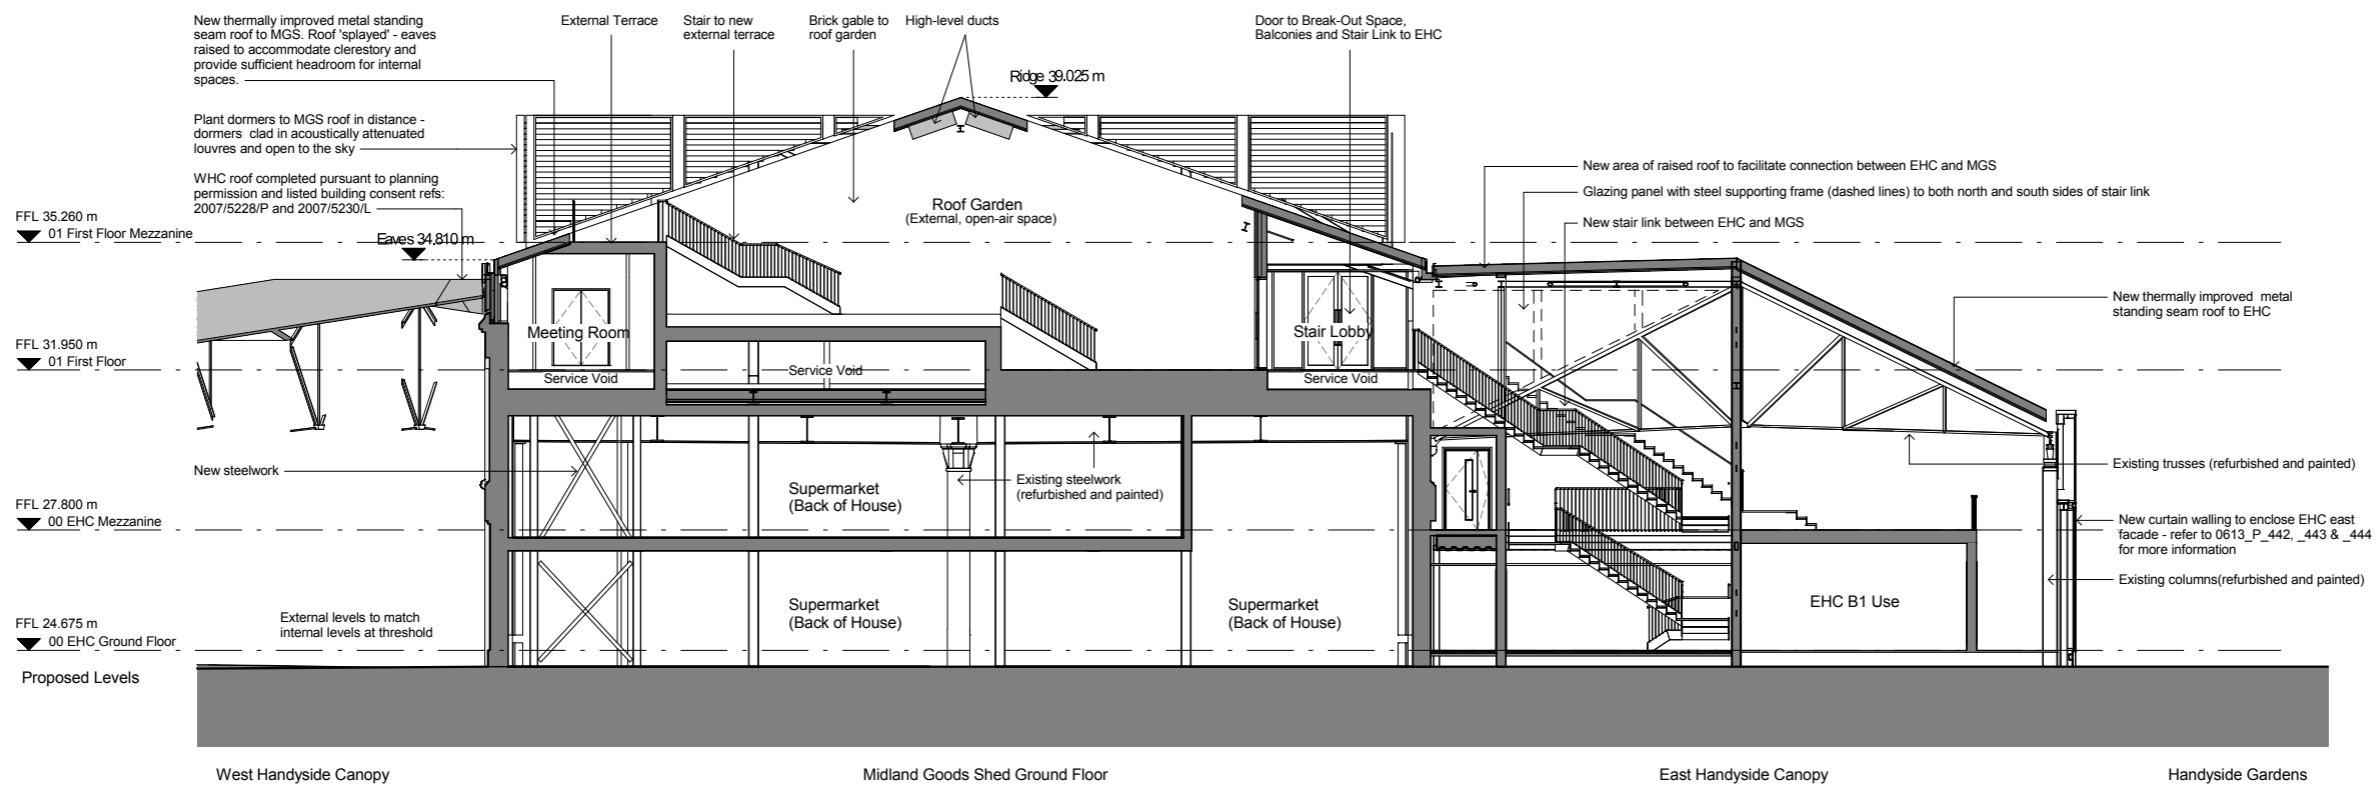 New thermally improved metal standing
seam roof to MGS. Roof 'splayed' - eaves
raised to accommodate clerestory and
provide sufficient headroom for internal
spaces.
External Terrace
Stair to new
external terrace
Brick gable to
roof garden
High-level ducts
Door to Break-Out Space,
Balconies and Stair Link to EHC
Ridge 39.025 m
Plant dormers to MGS roof in distance -
dormers clad in acoustically attenuated
louvres and open to the sky
WHC roof completed pursuant to planning
permission and listed building consent refs:
2007/5228/P and 2007/5230/L
New area of raised roof to facilitate connection between EHC and MGS
Glazing panel with steel supporting frame (dashed lines) to both north and south sides of stair link
New stair link between EHC and MGS
Roof Garden
(External, open-air space)
FFL 35.260 m
01 First Floor Mezzanine
Eaves 34.810 m
New thermally improved metal
standing seam roof to EHC
Meeting Room
Stair Lobby
FFL 31.950 m
01 First Floor
Service Void
Service Void
Service Void
New steelwork
Existing steelwork
(refurbished and painted)
Existing trusses (refurbished and painted)
Supermarket
(Back of House)
FFL 27.800 m
00 EHC Mezzanine
New curtain walling to enclose EHC east
facade - refer to 0613_P_442, _443 & _444
for more information
Existing columns(refurbished and painted)
External levels to match
internal levels at threshold
Supermarket
(Back of House)
Supermarket
(Back of House)
EHC B1 Use
FFL 24.675 m
00 EHC Ground Floor
Proposed Levels
West Handyside Canopy
Midland Goods Shed Ground Floor
East Handyside Canopy
Handyside Gardens